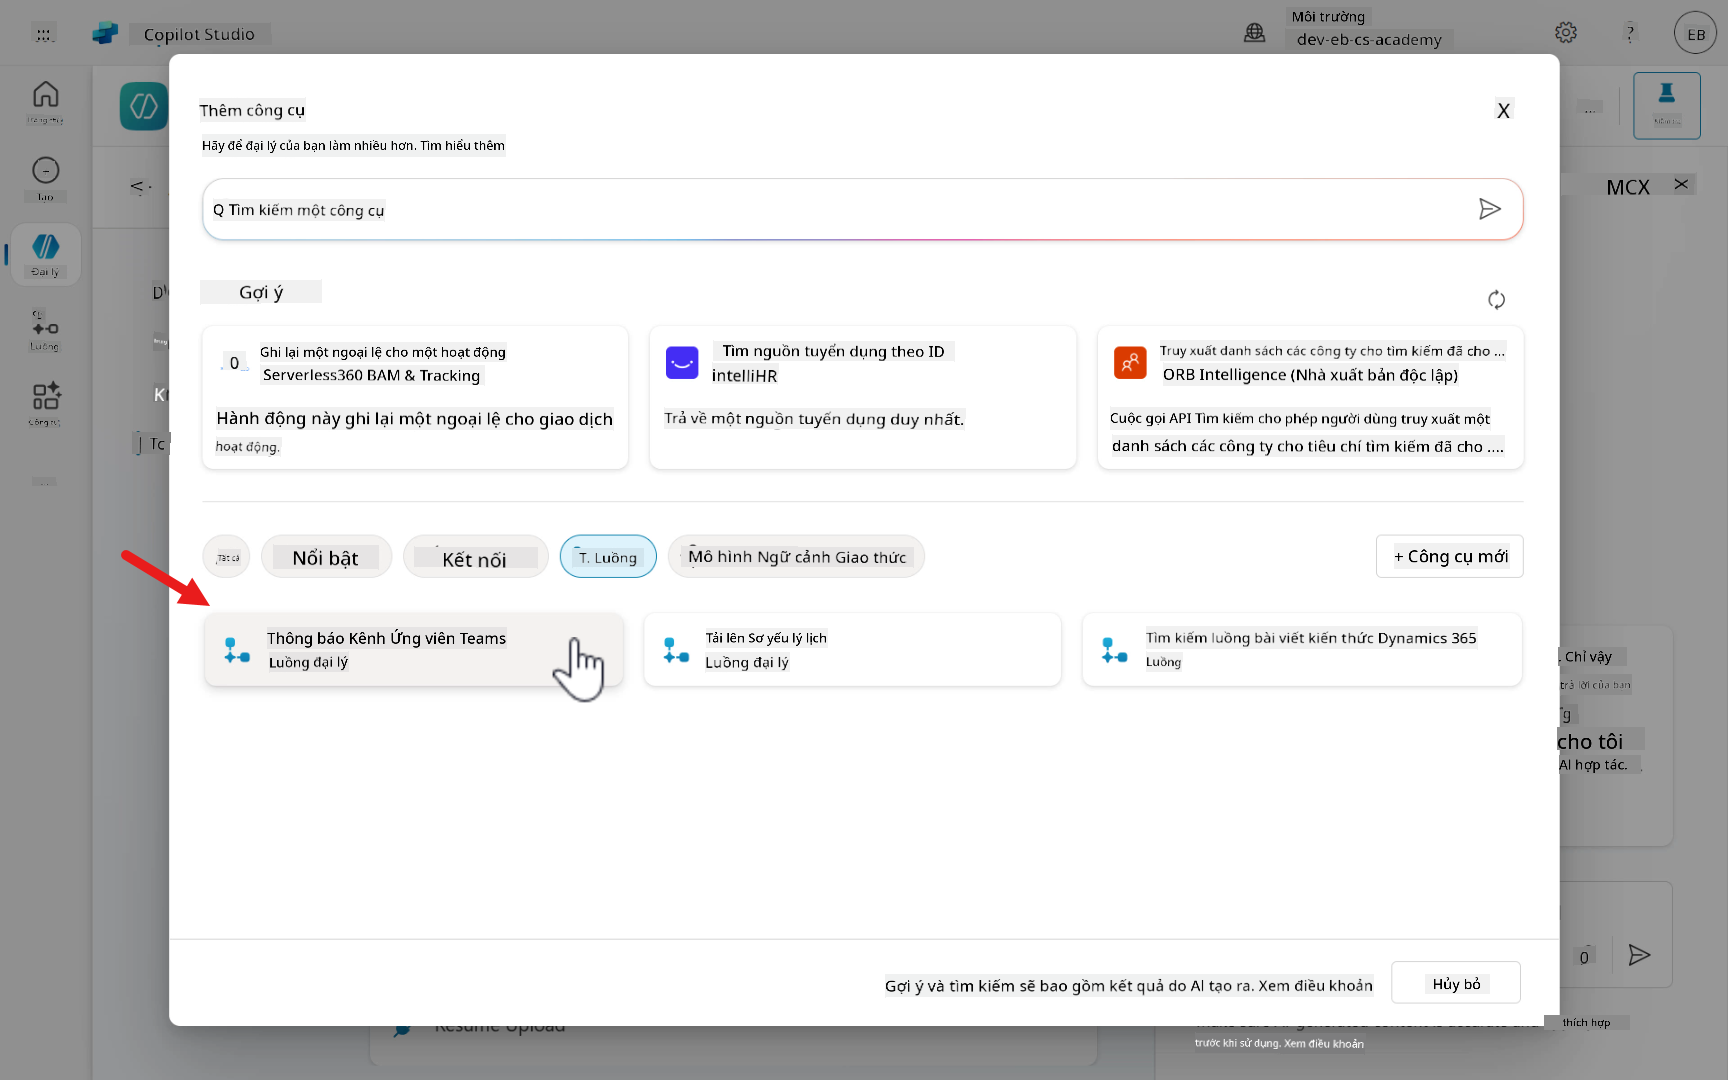 Copilot Studio
Môi trường
dev-eb-cs-academy
?
EB
Tạo
Đại lý
Luồng
MCX
Thêm công cụ
X
Hãy để đại lý của bạn làm nhiều hơn. Tìm hiểu thêm
Q Tìm kiếm một công cụ
Gợi ý
0
Ghi lại một ngoại lệ cho một hoạt động
Serverless360 BAM & Tracking
Hành động này ghi lại một ngoại lệ cho giao dịch
hoạt động.
Tìm nguồn tuyển dụng theo ID
intelliHR
Trả về một nguồn tuyển dụng duy nhất.
Truy xuất danh sách các công ty cho tìm kiếm đã cho ...
ORB Intelligence (Nhà xuất bản độc lập)
Cuộc gọi API Tìm kiếm cho phép người dùng truy xuất một
danh sách các công ty cho tiêu chí tìm kiếm đã cho ....
Tất cả
Nổi bật
Kết nối
T. Luồng
Mô hình Ngữ cảnh Giao thức
+ Công cụ mới
Thông báo Kênh Ứng viên Teams
Luồng đại lý
Tải lên Sơ yếu lý lịch
Luồng đại lý
Tìm kiếm luồng bài viết kiến thức Dynamics 365
Luồng
Chỉ vậy
trả lời của bạn
cho tôi
AI hợp tác.
0
Gợi ý và tìm kiếm sẽ bao gồm kết quả do AI tạo ra. Xem điều khoản
Hủy bỏ
Resume Upload
thích hợp
trước khi sử dụng. Xem điều khoản